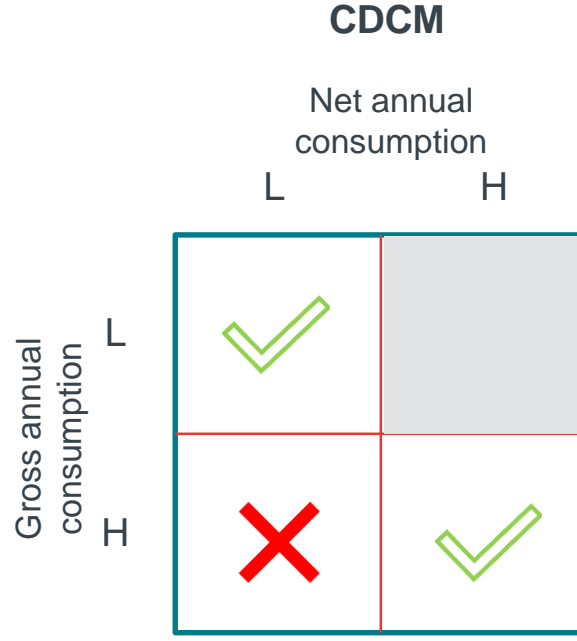 CDCM
Net annual
consumption
L
H
Gross annual
consumption
L
H